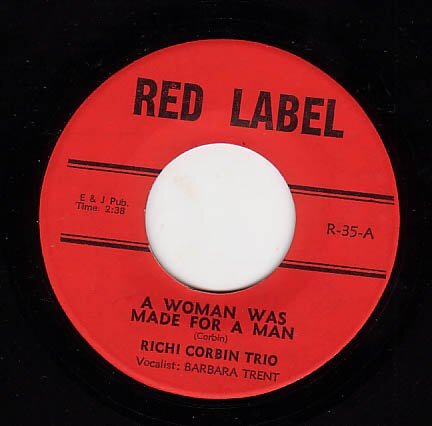 RED LABEL
E & J Pub.
Time: 2:38
R-35-A
A WOMAN WAS
MADE FOR A MAN
(Corbin)
RICHI CORBIN TRIO
Vocalist: BARBARA TRENT